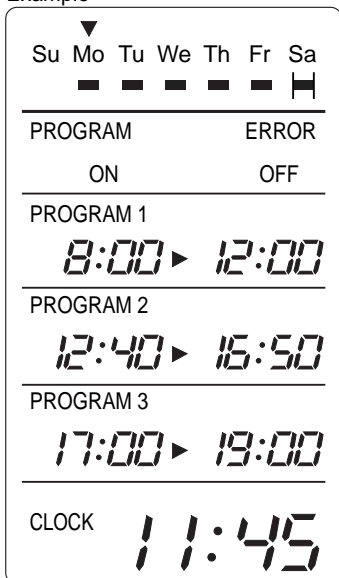 Su Mo Tu We Th Fr Sa
PROGRAM ERROR
ON OFF
PROGRAM 1
8:00 ► 12:00
PROGRAM 2
12:40 ► 16:50
PROGRAM 3
17:00 ► 19:00
CLOCK 11:45